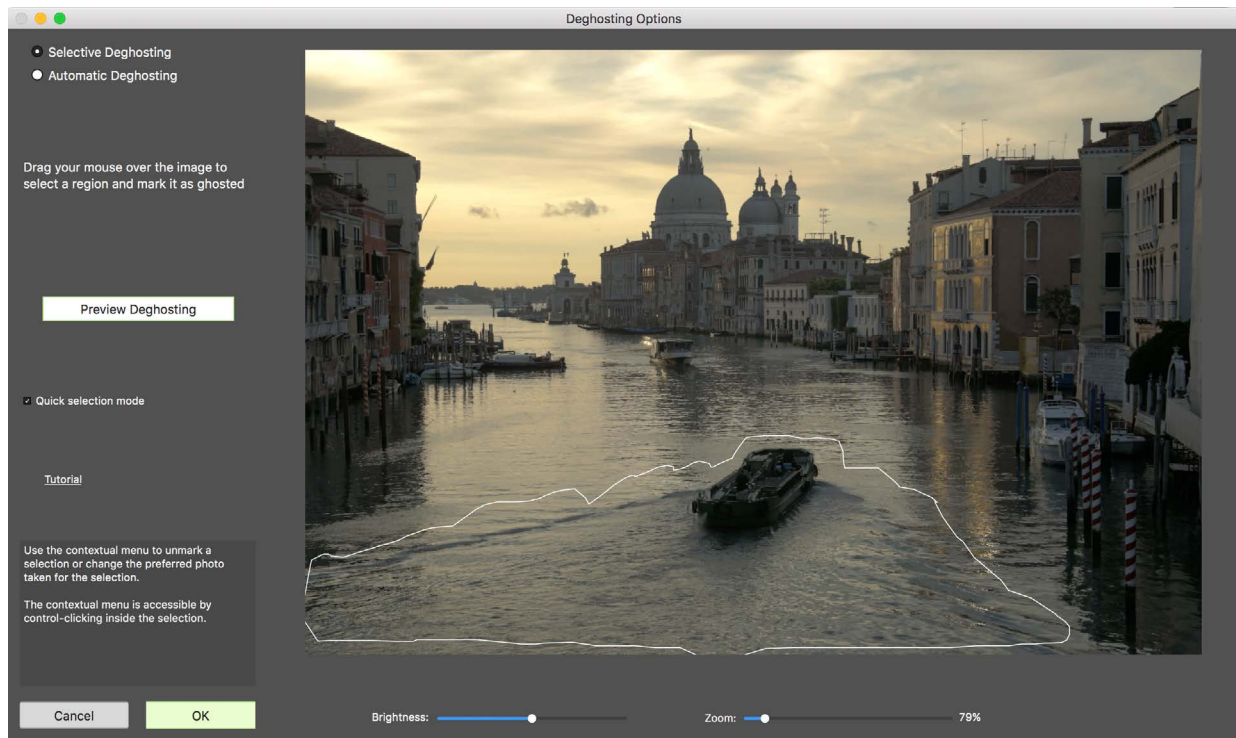 Deghosting Options
Selective Deghosting
Automatic Deghosting
Drag your mouse over the image to
select a region and mark it as ghosted
Preview Deghosting
Quick selection mode
Tutorial
Use the contextual menu to unmark a
selection or change the preferred photo
taken for the selection.
The contextual menu is accessible by
control-clicking inside the selection.
Cancel
OK
Brightness:
Zoom:
79%